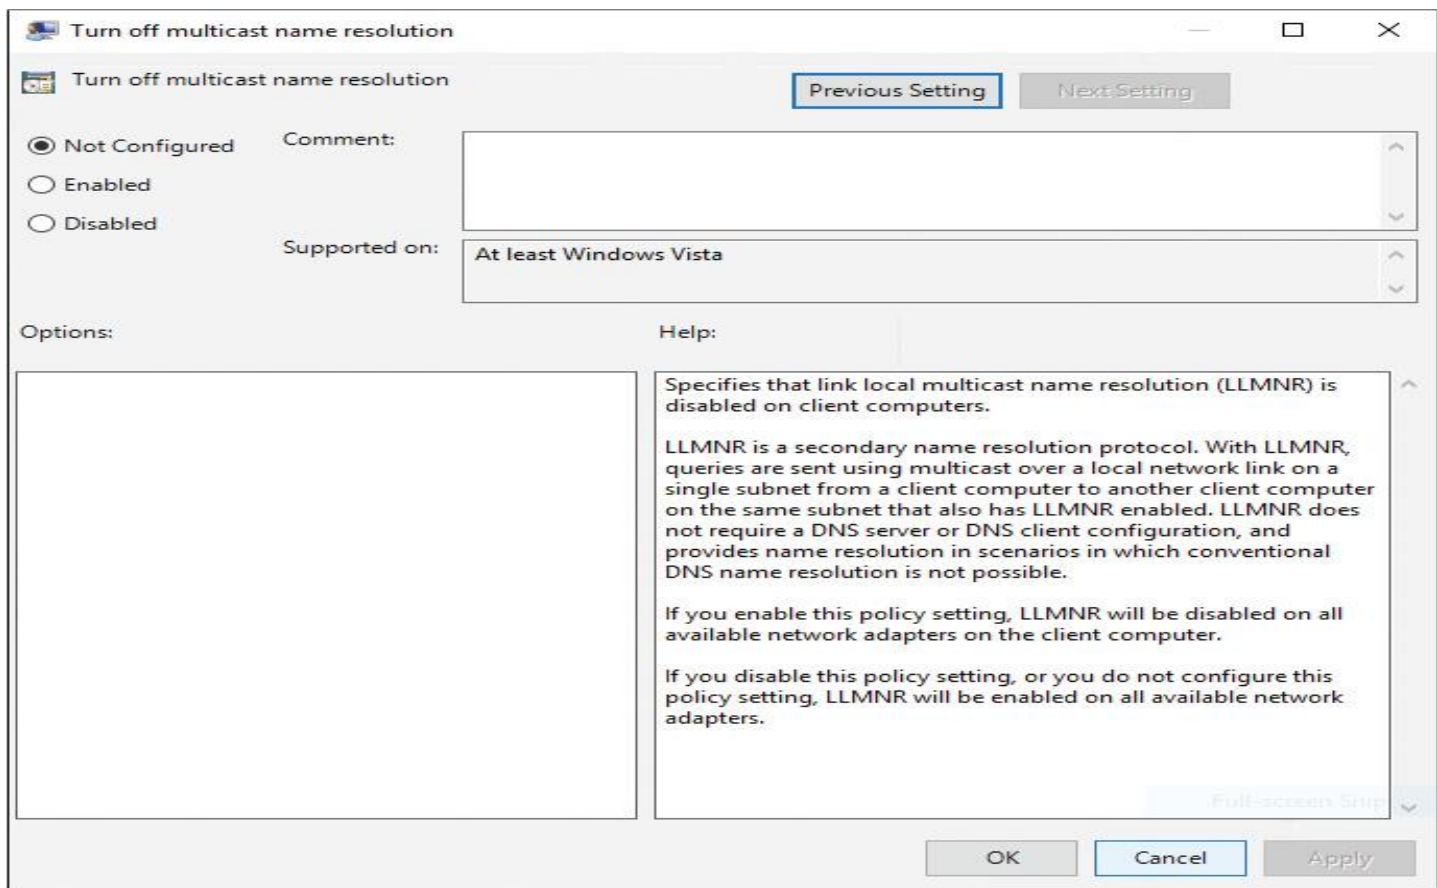 Turn off multicast name resolution
Turn off multicast name resolution
Previous Setting
Next Setting
Not Configured
Enabled
Disabled
Comment:
Supported on:
At least Windows Vista
Options:
Help:
Specifies that link local multicast name resolution (LLMNR) is
disabled on client computers.
LLMNR is a secondary name resolution protocol. With LLMNR,
queries are sent using multicast over a local network link on a
single subnet from a client computer to another client computer
on the same subnet that also has LLMNR enabled. LLMNR does
not require a DNS server or DNS client configuration, and
provides name resolution in scenarios in which conventional
DNS name resolution is not possible.
If you enable this policy setting, LLMNR will be disabled on all
available network adapters on the client computer.
If you disable this policy setting, or you do not configure this
policy setting, LLMNR will be enabled on all available network
adapters.
Full-screen Snip
OK
Cancel
Apply